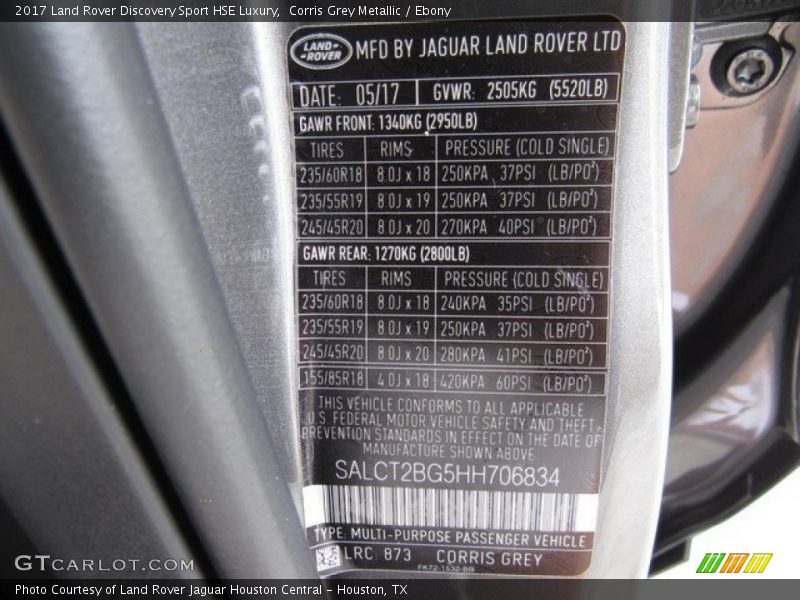 2017 Land Rover Discovery Sport HSE Luxury, Corris Grey Metallic / Ebony
LAND-ROVER MFD BY JAGUAR LAND ROVER LTD
DATE: 05/17 GVWR: 2505KG (5520LB)
GAWR FRONT: 1340KG (2950LB)
TIRES RIMS PRESSURE (COLD SINGLE)
235/60R18 8.0J x 18 250KPA 37PSI (LB/PO²)
235/55R19 8.0J x 19 250KPA 37PSI (LB/PO²)
245/45R20 8.0J x 20 270KPA 40PSI (LB/PO²)
GAWR REAR: 1270KG (2800LB)
TIRES RIMS PRESSURE (COLD SINGLE)
235/60R18 8.0J x 18 240KPA 35PSI (LB/PO²)
235/55R19 8.0J x 19 250KPA 37PSI (LB/PO²)
245/45R20 8.0J x 20 280KPA 41PSI (LB/PO²)
155/85R18 4.0J x 18 420KPA 60PSI (LB/PO²)
THIS VEHICLE CONFORMS TO ALL APPLICABLE
U.S. FEDERAL MOTOR VEHICLE SAFETY AND THEFT
PREVENTION STANDARDS IN EFFECT ON THE DATE OF
MANUFACTURE SHOWN ABOVE
SALCT2BG5HH706834
TYPE: MULTI-PURPOSE PASSENGER VEHICLE
LRC: 873 CORRIS GREY
FK72-1532-BB
GTCARLOT.COM
Photo Courtesy of Land Rover Jaguar Houston Central - Houston, TX